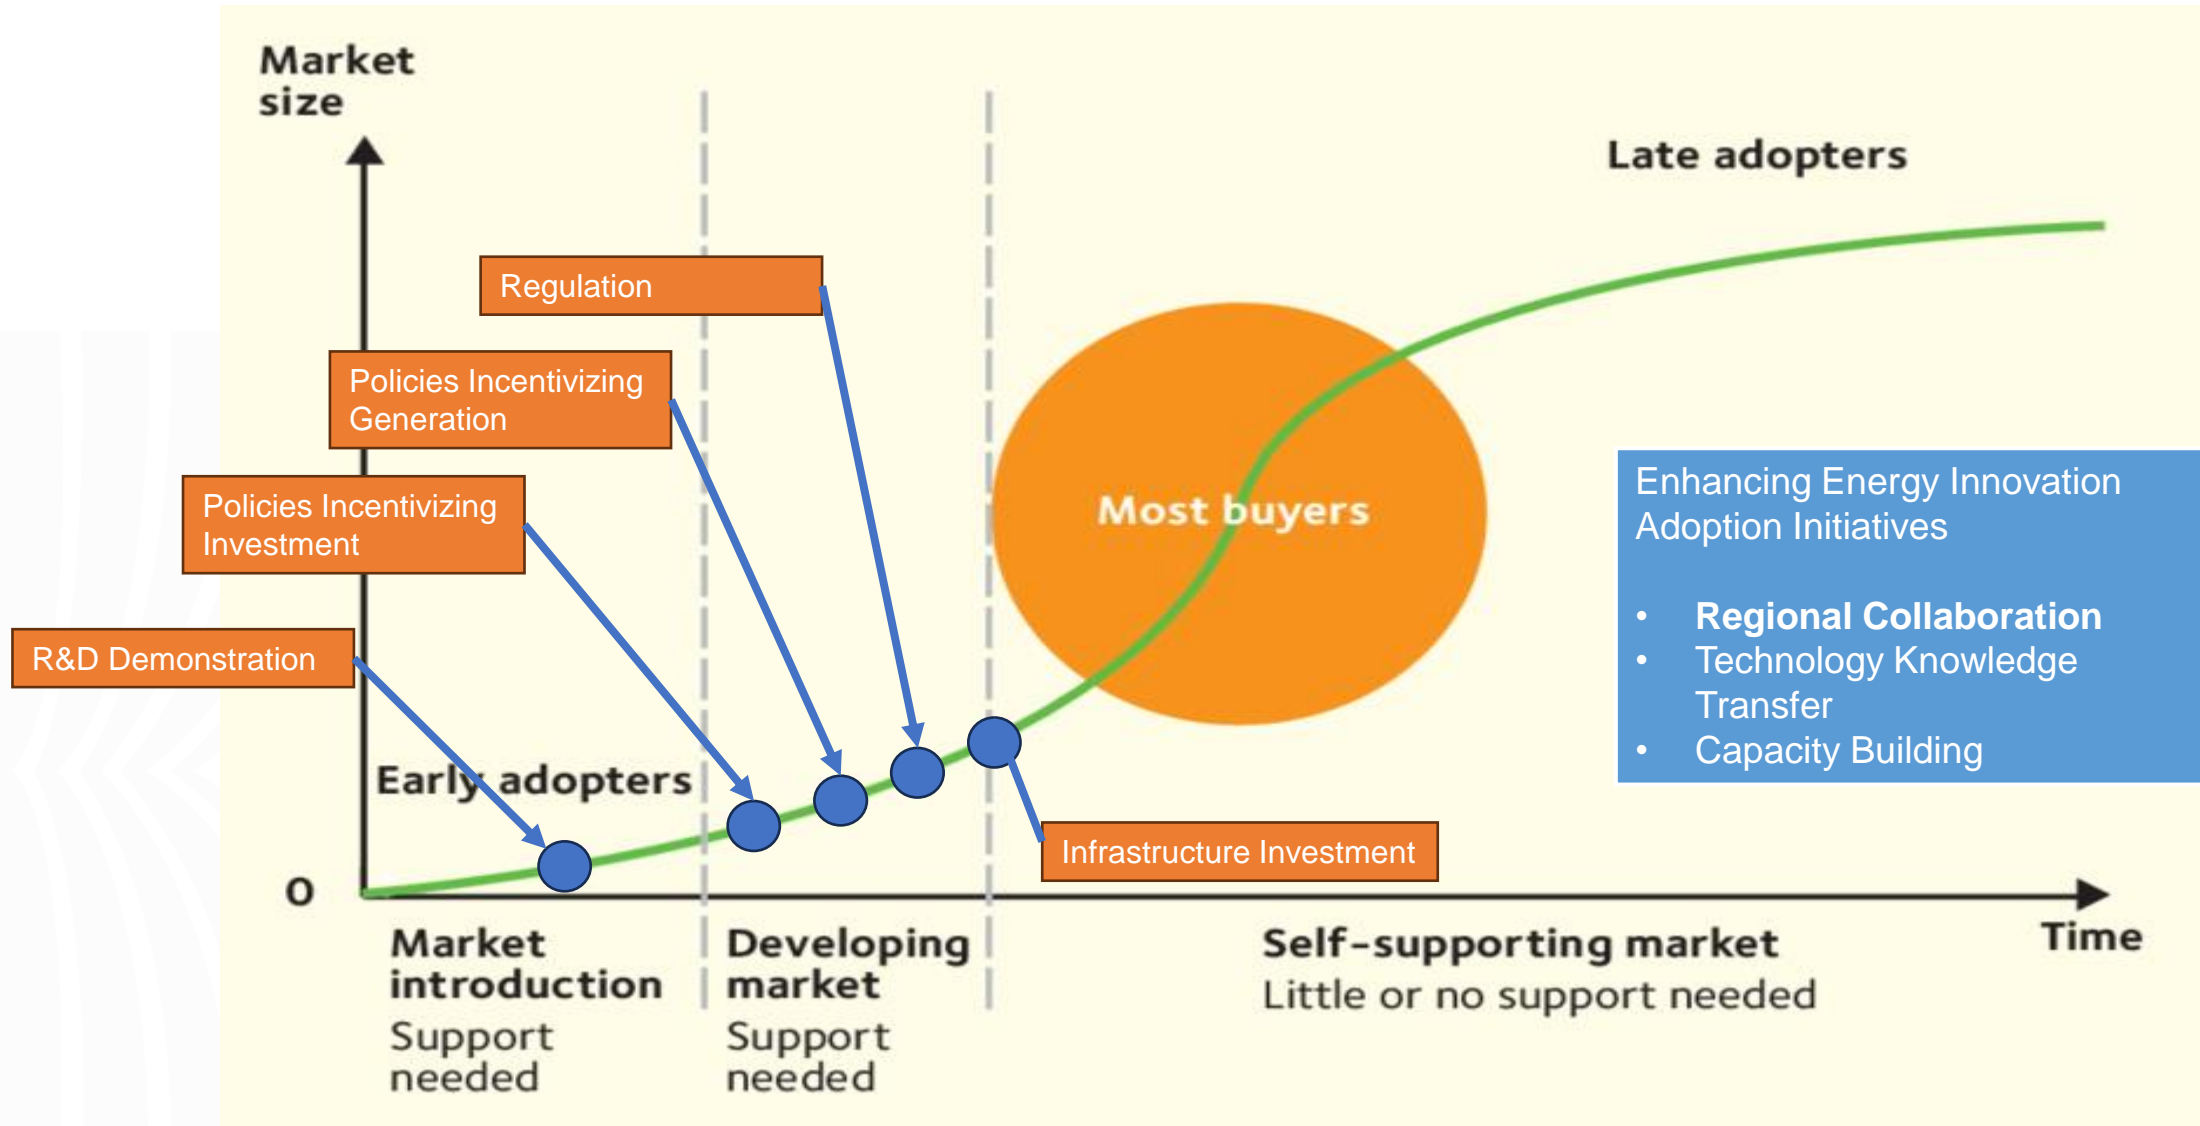 Market
size
Late adopters
Regulation
Policies Incentivizing
Generation
Policies Incentivizing
Investment
R&D Demonstration
Most buyers
Enhancing Energy Innovation
Adoption Initiatives
• Regional Collaboration
• Technology Knowledge
Transfer
• Capacity Building
Early adopters
Infrastructure Investment
0
Time
Market
introduction
Support
needed
Developing
market
Support
needed
Self-supporting market
Little or no support needed